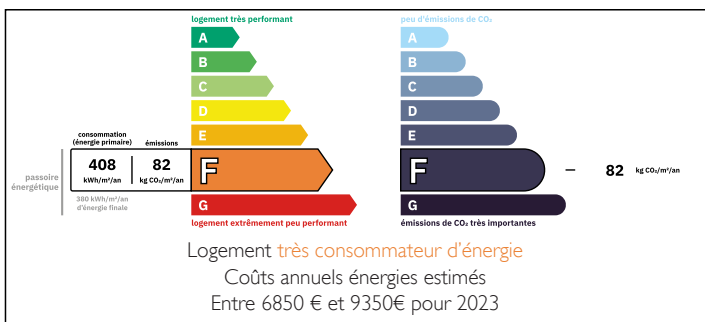 logement très performant
A
B
C
D
E
consommation
(énergie primaire)
émissions
passoire
énergétique
408
kWh/m²/an
82
kg CO₂/m²/an
F
380 kWh/m²/an
d'énergie finale
G
logement extrêmement peu performant
peu d'émissions de CO₂
A
B
C
D
E
F
82 kg CO₂/m²/an
G
émissions de CO₂ très importantes
Logement très consommateur d'énergie
Coûts annuels énergies estimés
Entre 6850 € et 9350€ pour 2023